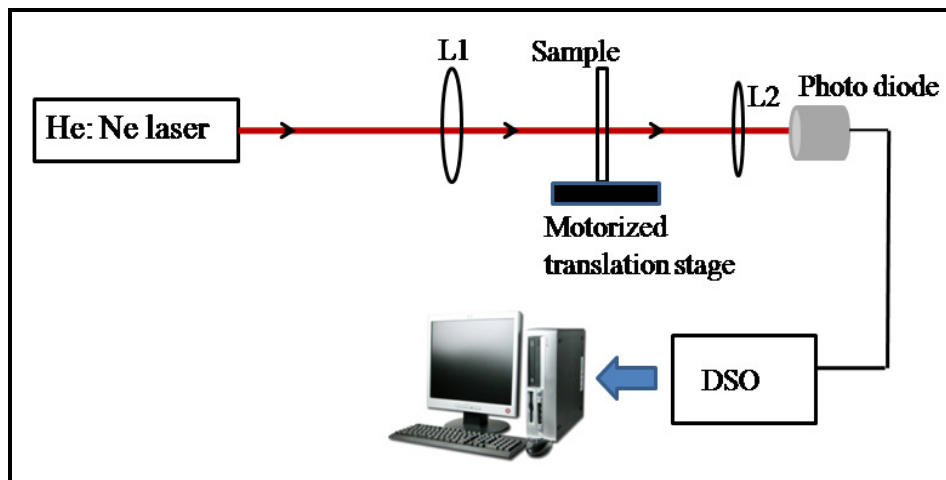 L1
Sample
L2
Photo diode
He: Ne laser
Motorized
translation stage
DSO